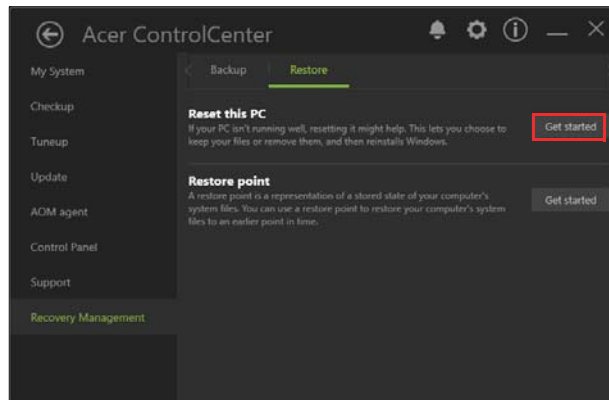 Acer ControlCenter
My System
Checkup
Tuneup
Update
AOM agent
Control Panel
Support
Recovery Management
Backup
Restore
Reset this PC
If your PC isn't running well, resetting it might help. This lets you choose to
keep your files or remove them, and then reinstalls Windows.
Get started
Restore point
A restore point is a representation of a stored state of your computer's
system files. You can use a restore point to restore your computer's system
files to an earlier point in time.
Get started